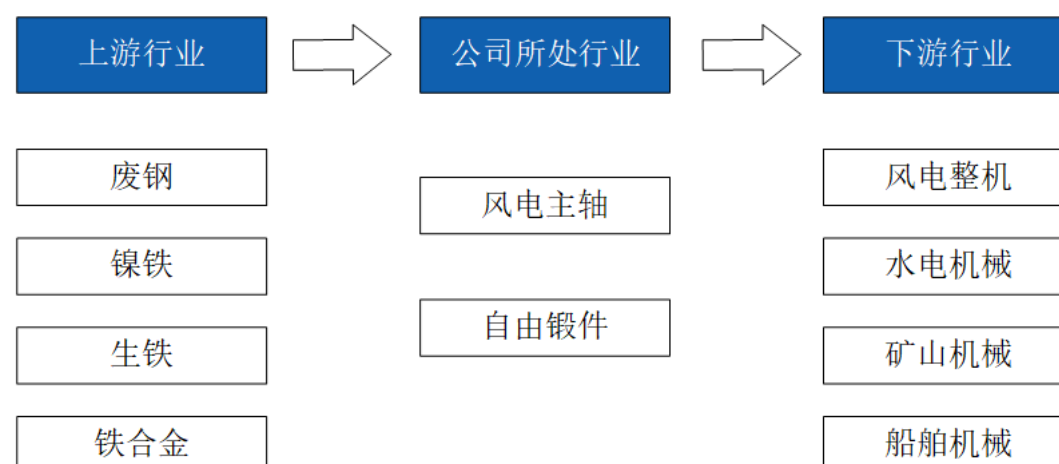 上游行业
公司所处行业
下游行业
废钢
镍铁
生铁
铁合金
风电主轴
自由锻件
风电整机
水电机械
矿山机械
船舶机械